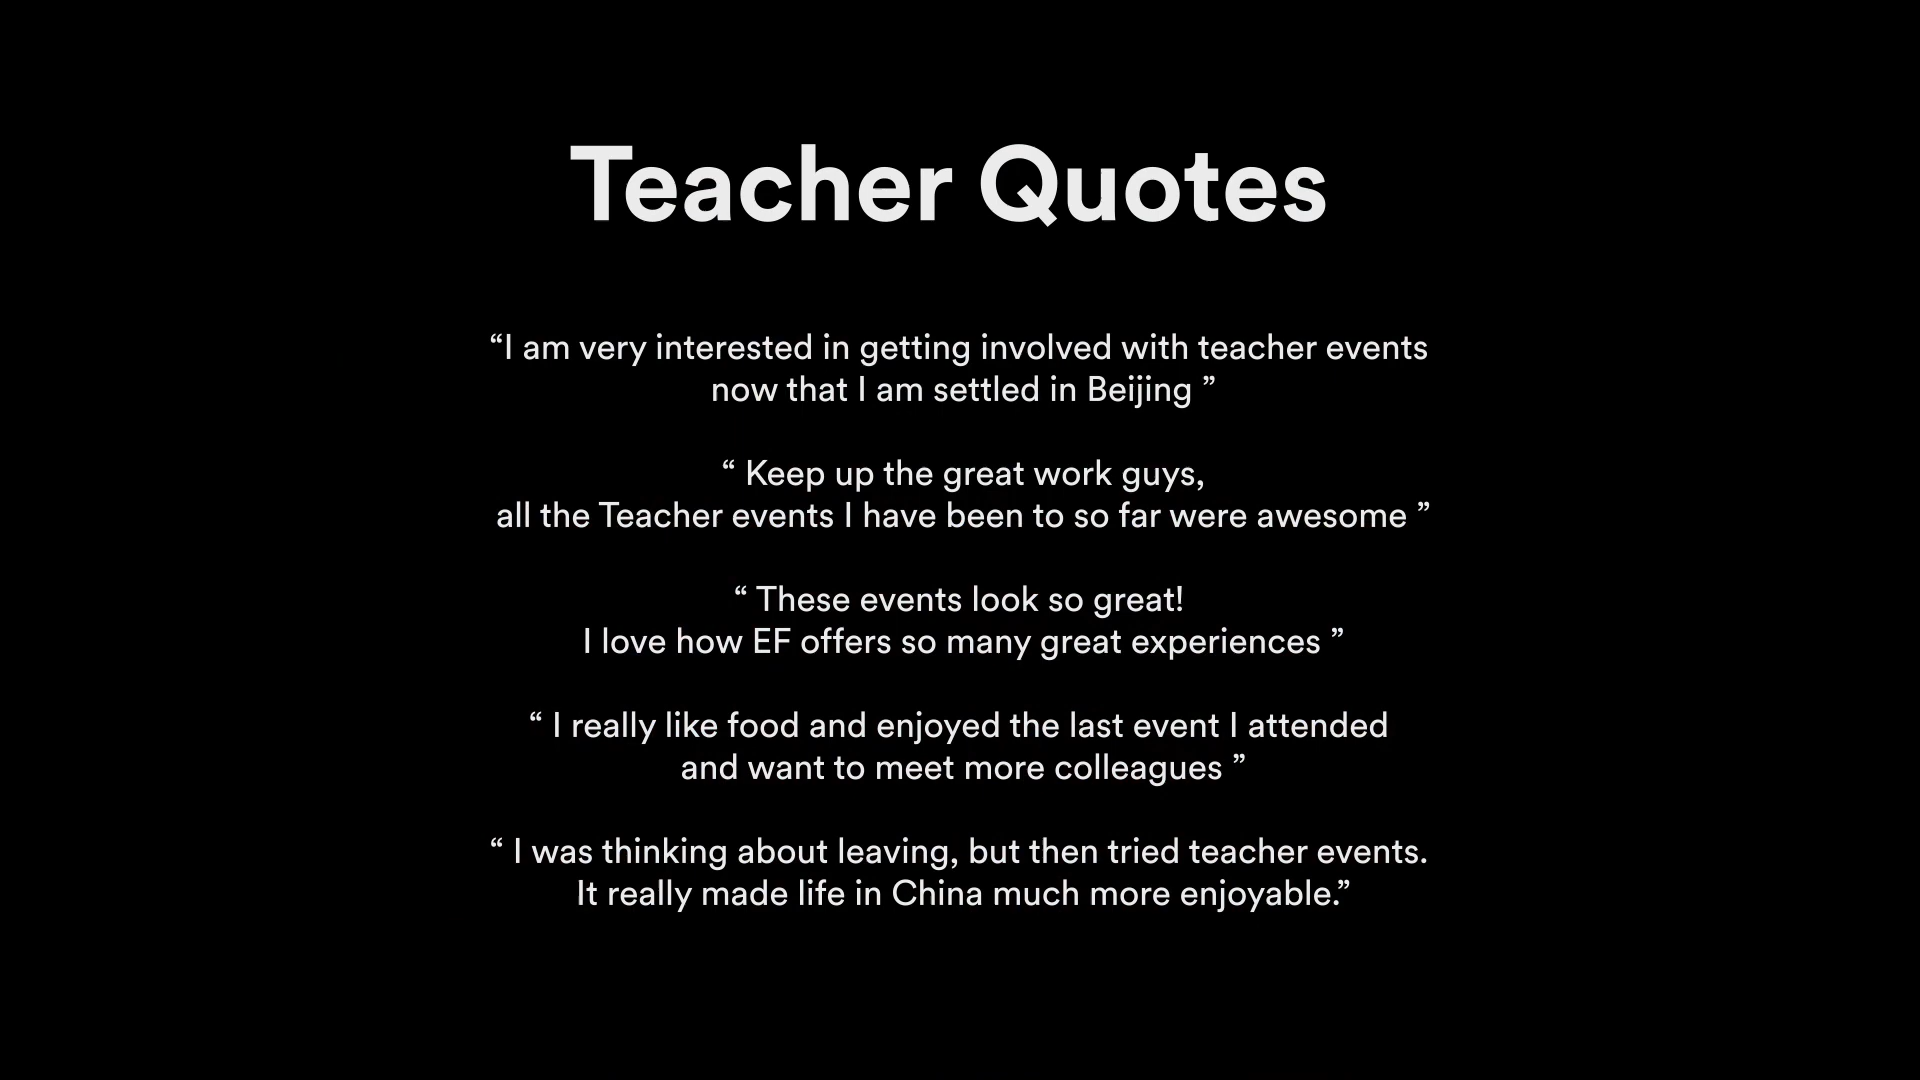 Teacher Quotes
“I am very interested in getting involved with teacher events
now that I am settled in Beijing ”
“ Keep up the great work guys,
all the Teacher events I have been to so far were awesome ”
“ These events look so great!
I love how EF offers so many great experiences ”
“ I really like food and enjoyed the last event I attended
and want to meet more colleagues ”
“ I was thinking about leaving, but then tried teacher events.
It really made life in China much more enjoyable.”